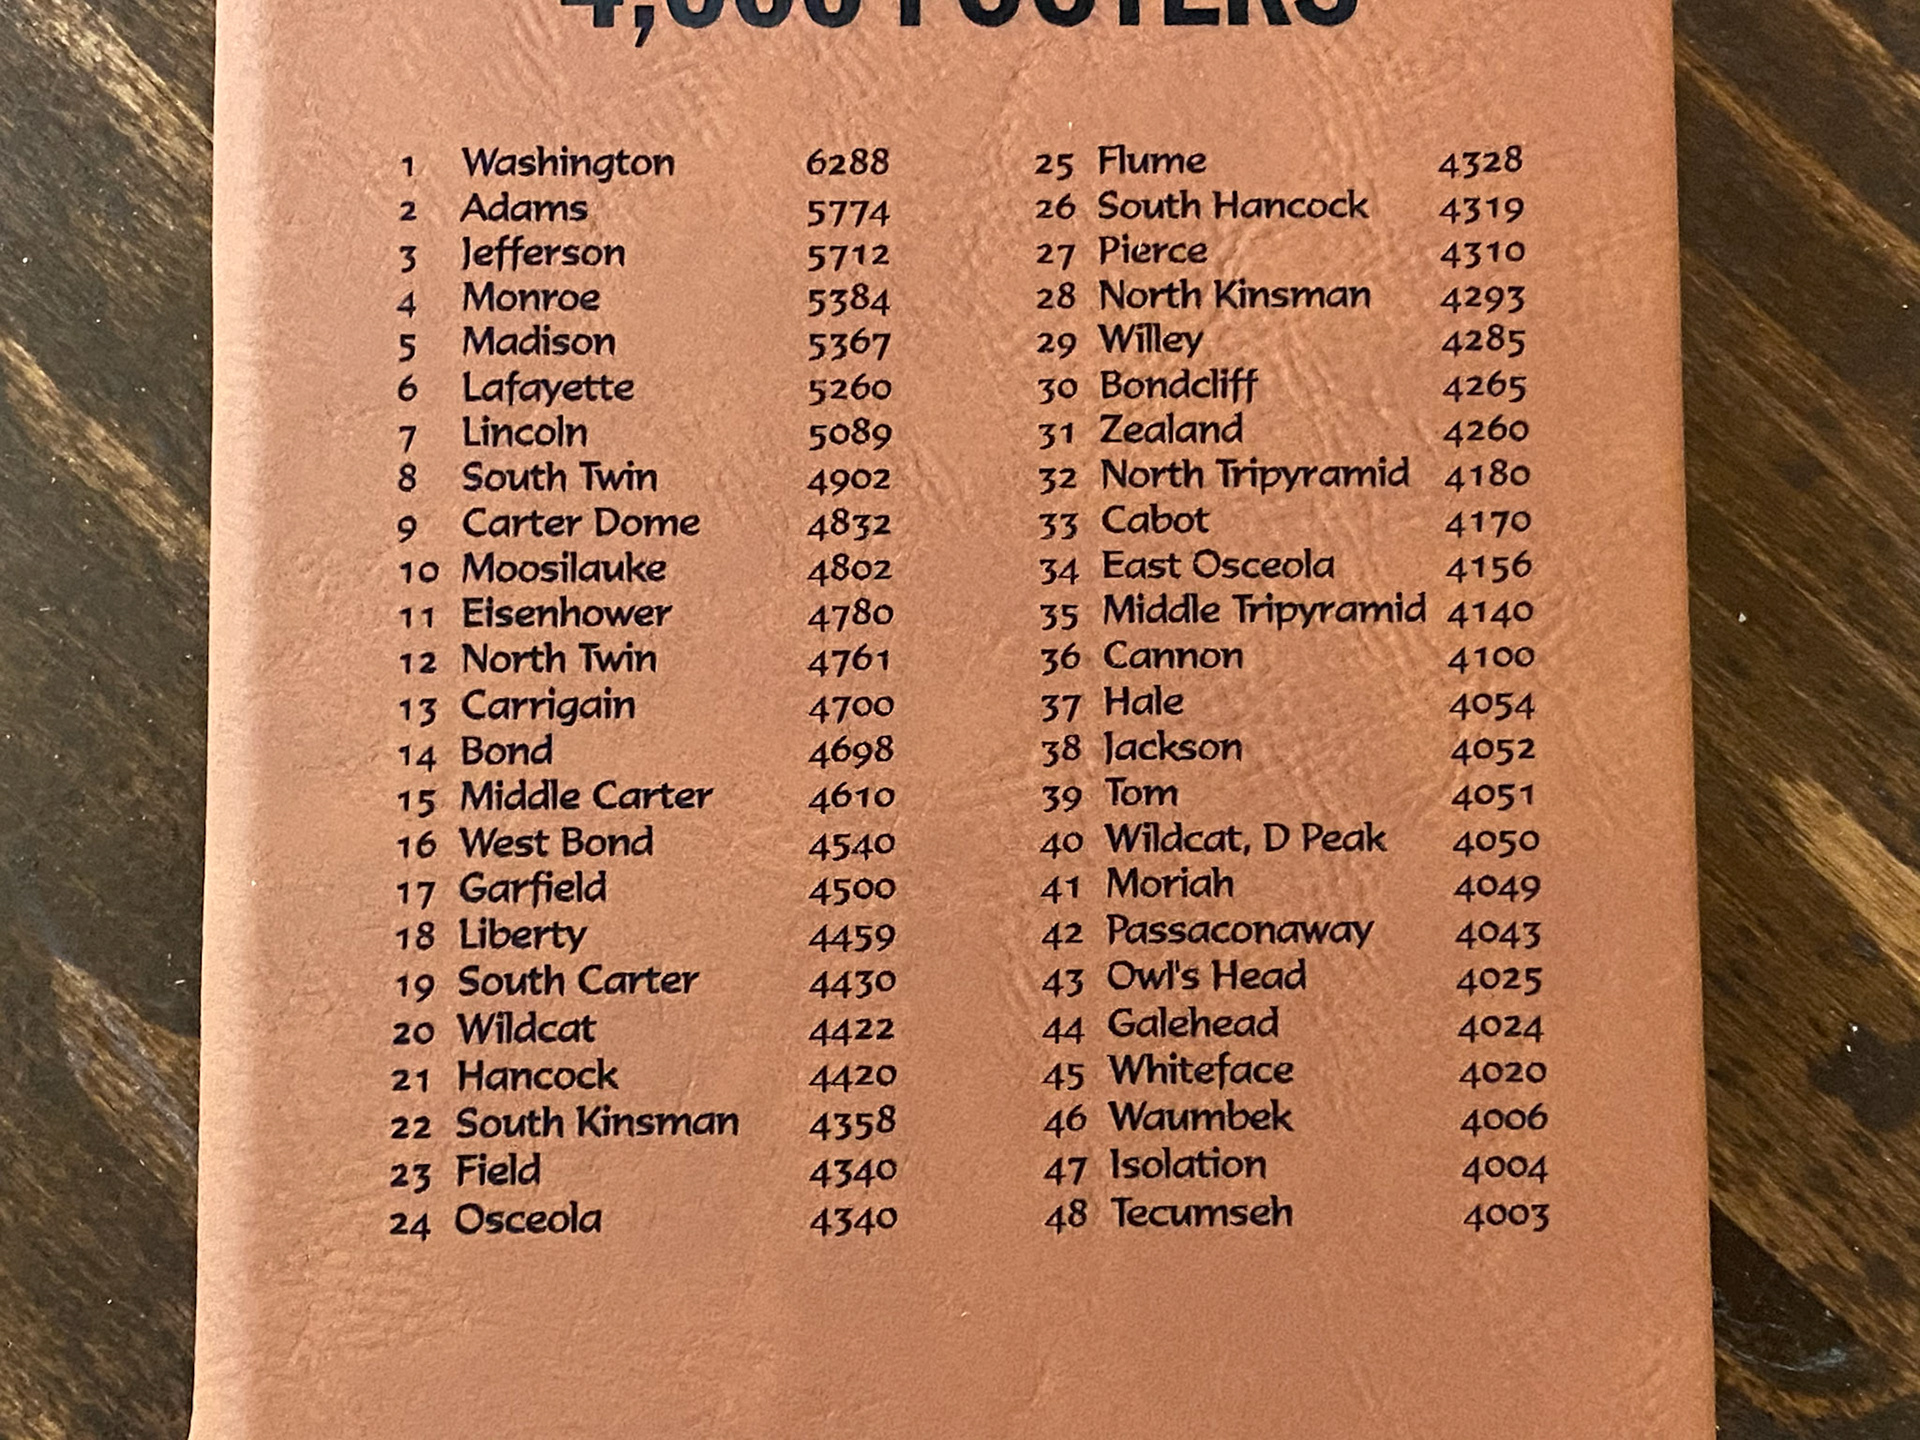 4,000 FOOTERS
1 Washington 6288
2 Adams 5774
3 Jefferson 5712
4 Monroe 5384
5 Madison 5367
6 Lafayette 5260
7 Lincoln 5089
8 South Twin 4902
9 Carter Dome 4832
10 Moosilauke 4802
11 Eisenhower 4780
12 North Twin 4761
13 Carrigain 4700
14 Bond 4698
15 Middle Carter 4610
16 West Bond 4540
17 Garfield 4500
18 Liberty 4459
19 South Carter 4430
20 Wildcat 4422
21 Hancock 4420
22 South Kinsman 4358
23 Field 4340
24 Osceola 4340
25 Flume 4328
26 South Hancock 4319
27 Pierce 4310
28 North Kinsman 4293
29 Willey 4285
30 Bondcliff 4265
31 Zealand 4260
32 North Tripyramid 4180
33 Cabot 4170
34 East Osceola 4156
35 Middle Tripyramid 4140
36 Cannon 4100
37 Hale 4054
38 Jackson 4052
39 Tom 4051
40 Wildcat, D Peak 4050
41 Moriah 4049
42 Passaconaway 4043
43 Owl's Head 4025
44 Galehead 4024
45 Whiteface 4020
46 Waumbek 4006
47 Isolation 4004
48 Tecumseh 4003